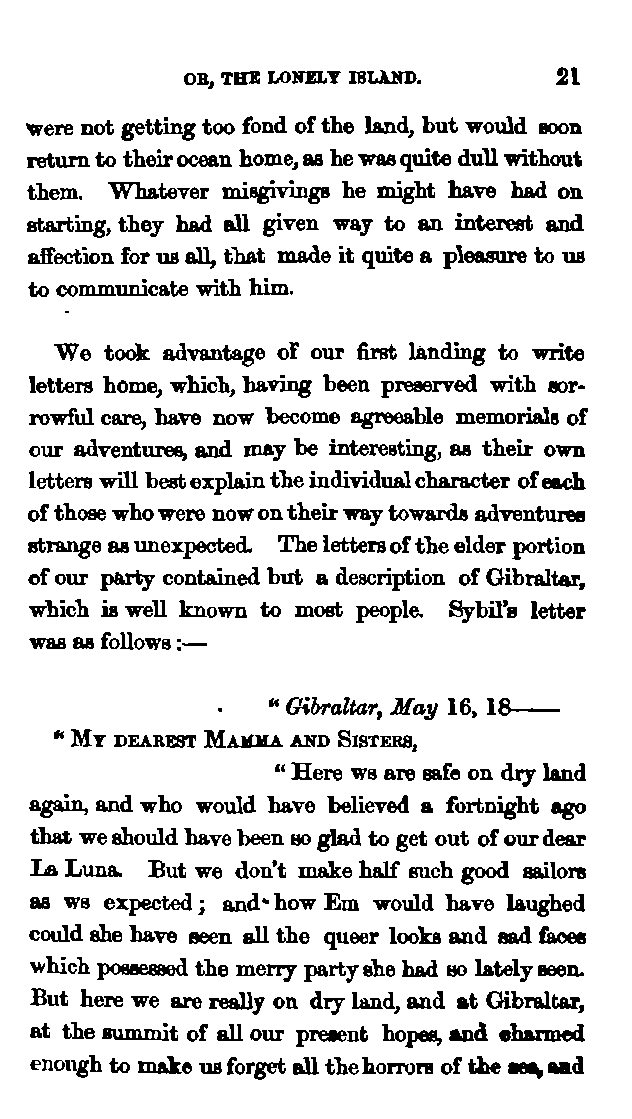 OR, THE LONELY ISLAND. 21
were not getting too fond of the land, but would soon
return to their ocean home, as he was quite dull without
them. Whatever misgivings he might have had on
starting, they had all given way to an interest and
affection for us all, that made it quite a pleasure to us
to communicate with him.
We took advantage of our first landing to write
letters home, which, having been preserved with sor-
rowful care, have now become agreeable memorials of
our adventures, and may be interesting, as their own
letters will best explain the individual character of each
of those who were now on their way towards adventures
strange as unexpected. The letters of the elder portion
of our party contained but a description of Gibraltar,
which is well known to most people. Sybil's letter
was as follows :—
" Gibraltar, May 16, 18——
" MY DEAREST MAMMA AND SISTERS,
" Here we are safe on dry land
again, and who would have believed a fortnight ago
that we should have been so glad to get out of our dear
La Luna. But we don't make half such good sailors
as we expected ; and how Em would have laughed
could she have seen all the queer looks and sad faces
which possessed the merry party she had so lately seen.
But here we are really on dry land, and at Gibraltar,
at the summit of all our present hopes, and charmed
enough to make us forget all the horrors of the sea, and